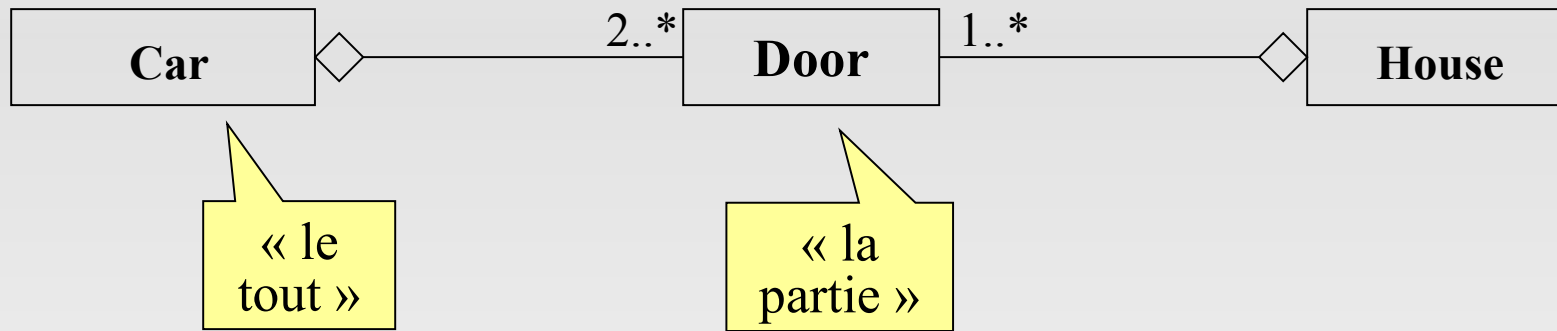 Car 2..* Door 1..* House
« le
tout »
« la
partie »